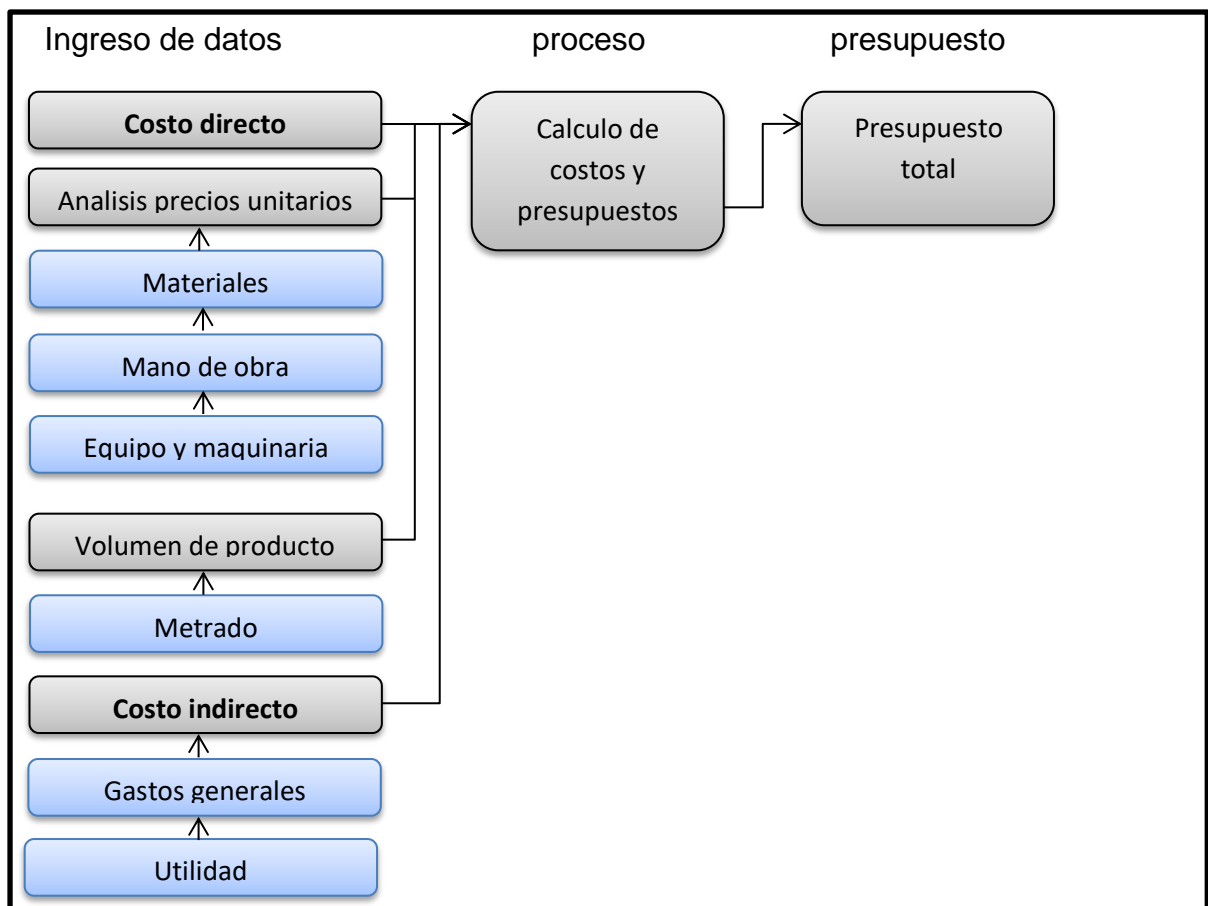 Ingreso de datos
proceso
presupuesto
Costo directo
Analisis precios unitarios
Materiales
Mano de obra
Equipo y maquinaria
Volumen de producto
Metrado
Costo indirecto
Gastos generales
Utilidad
Calculo de
costos y
presupuestos
Presupuesto
total